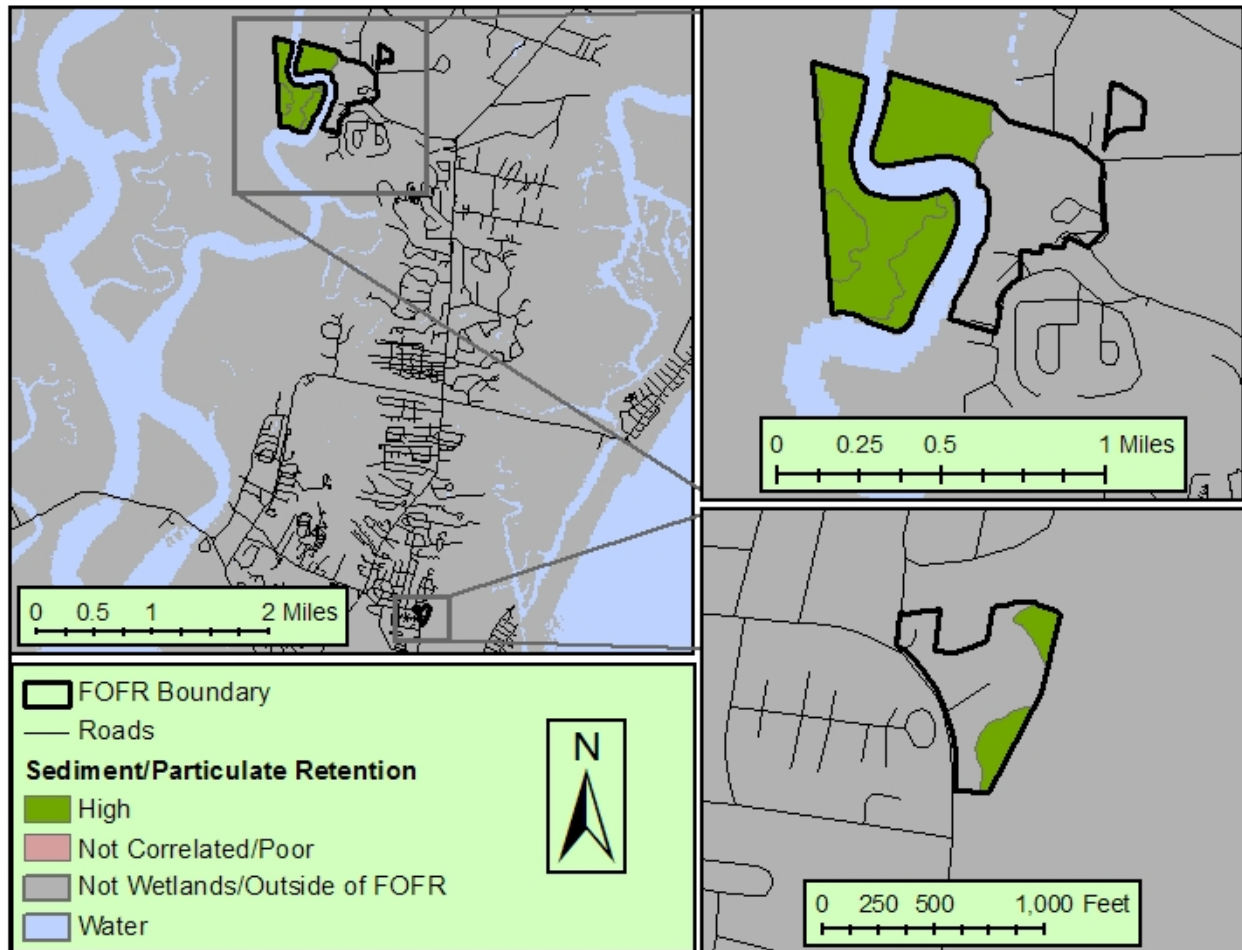 0 0.25 0.5 1 Miles
0 0.5 1 2 Miles
FOFR Boundary
Roads
Sediment/Particulate Retention
High
Not Correlated/Poor
Not Wetlands/Outside of FOFR
Water
N
0 250 500 1,000 Feet